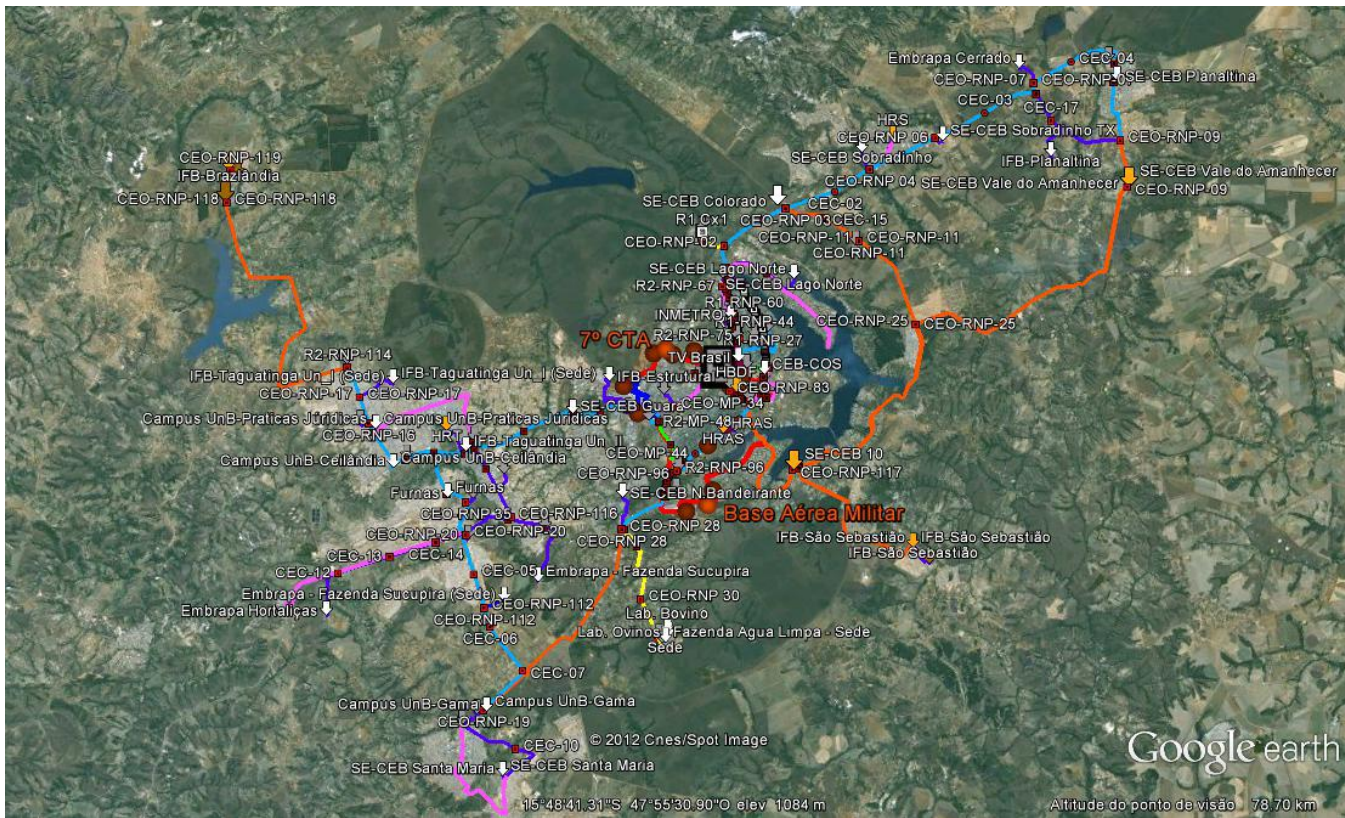 Embrapa Cerrado
CEC-04
CEO-RNP-07
SE-CEB Planaltina
CEC-03
CEC-17
HRS
CEO-RNP 06
SE-CEB Sobradinho TX
CEO-RNP-09
CEO-RNP-119
IFB-Brazlândia
SE-CEB Sobradinho
IFB-Planaltina
SE-CEB Vale do Amanhecer
CEO-RNP-118
CEO-RNP-118
CEO-RNP 04
SE-CEB Vale do Amanhecer
CEO-RNP-09
SE-CEB Colorado
CEC-02
R1 Cx1
CEO-RNP-03
CEC-15
CEO-RNP-02
CEO-RNP-11
CEO-RNP-11
CEO-RNP-11
SE-CEB Lago Norte
R2-RNP-67
SE-CEB Lago Norte
R1-RNP-60
INMETRO
R1-RNP-44
CEO-RNP-25
CEO-RNP-25
R2-RNP-75
R1-RNP-27
7º CTA
TV Brasil
CEB-COS
R2-RNP-114
HBDF
IFB-Taguatinga Un_I (Sede)
IFB-Taguatinga Un_I (Sede)
IFB-Estrutural
CEO-RNP-83
CEO-RNP-17
CEO-RNP-17
CEO-MP-34
SE-CEB Guará
Campus UnB-Praticas Jurídicas
Campus UnB-Praticas Jurídicas
R2-MP-48
HRAS
CEO-RNP-16
HRT
IFB-Taguatinga Un_II
HRAS
CEO-MP-44
SE-CEB 10
Campus UnB-Ceilândia
Campus UnB-Ceilândia
CEO-RNP-96
R2-RNP-96
CEO-RNP-117
Furnas
Furnas
SE-CEB N.Bandeirante
CEO-RNP-35
CE0-RNP-116
Base Aérea Militar
CEO-RNP 28
CEO-RNP-20
CEO-RNP-20
CEO-RNP 28
IFB-São Sebastião
IFB-São Sebastião
IFB-São Sebastião
CEC-13
CEC-14
CEC-12
CEC-05
Embrapa - Fazenda Sucupira
Embrapa - Fazenda Sucupira (Sede)
CEO-RNP 30
Embrapa Hortaliças
CEO-RNP-112
CEO-RNP-112
Lab. Bovino
CEC-06
Lab. Ovinos
Fazenda Agua Limpa - Sede
Sede
CEC-07
Campus UnB-Gama
Campus UnB-Gama
CEO-RNP-19
CEC-10
© 2012 Cnes/Spot Image
SE-CEB Santa Maria
SE-CEB Santa Maria
Google earth
15°48'41.31"S 47°55'30.90"O elev 1084 m
Altitude do ponto de visão 78,70 km